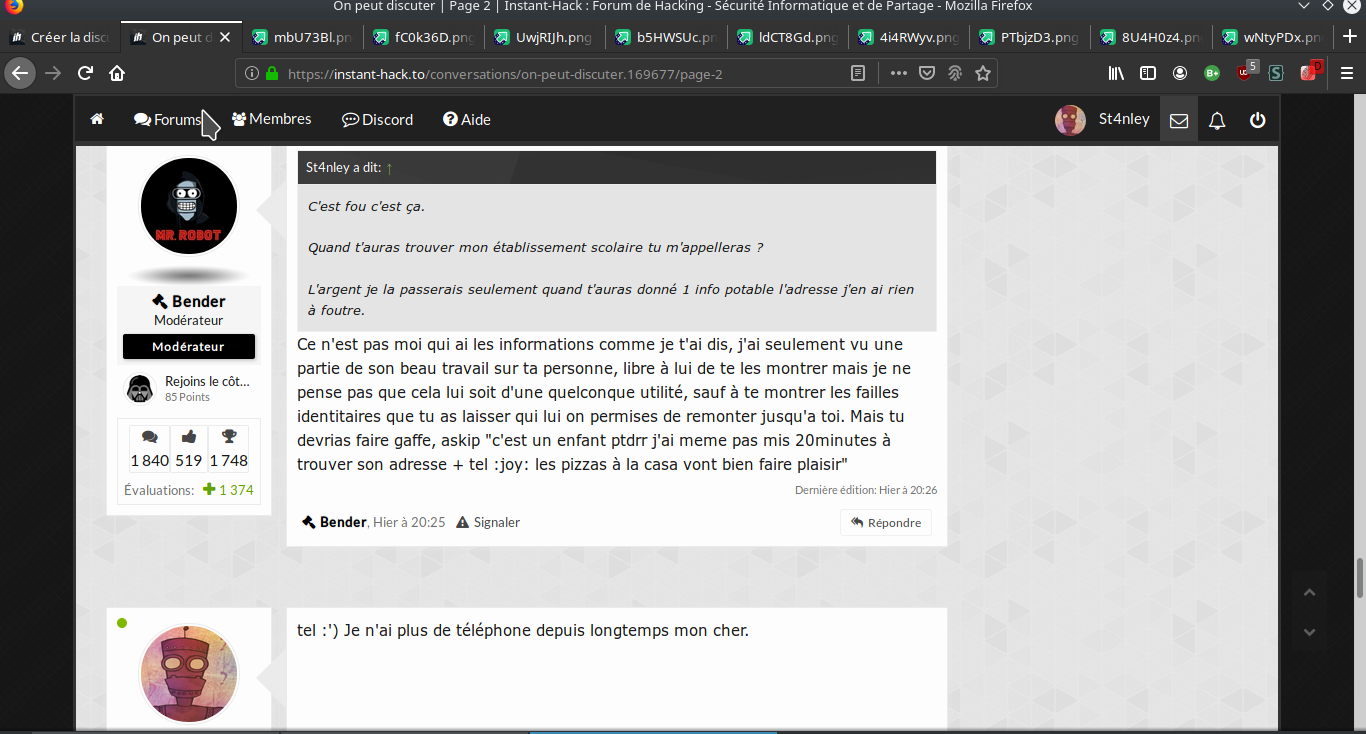 On peut discuter | Page 2 | Instant-Hack : Forum de Hacking - Sécurité Informatique et de Partage - Mozilla Firefox
Créer la disc
On peut d
mbU73Bl.pn
fC0k36D.png
UwjRIJh.png
b5HWSUc.pn
ldCT8Gd.png
4i4RWyv.png
PTbjzD3.png
8U4H0z4.pn
wNtyPDx.pn
https://instant-hack.to/conversations/on-peut-discuter.169677/page-2
5
Forums
Membres
Discord
Aide
St4nley
MR. ROBOT
Bender
Modérateur
Modérateur
Rejoins le côt...
85 Points
1 840
519
1 748
Évaluations: 1 374
St4nley a dit: ↑
C'est fou c'est ça.
Quand t'auras trouver mon établissement scolaire tu m'appelleras ?
L'argent je la passerais seulement quand t'auras donné 1 info potable l'adresse j'en ai rien
à foutre.
Ce n'est pas moi qui ai les informations comme je t'ai dis, j'ai seulement vu une
partie de son beau travail sur ta personne, libre à lui de te les montrer mais je ne
pense pas que cela lui soit d'une quelconque utilité, sauf à te montrer les failles
identitaires que tu as laisser qui lui on permises de remonter jusqu'a toi. Mais tu
devrias faire gaffe, askip "c'est un enfant ptdrr j'ai meme pas mis 20minutes à
trouver son adresse + tel :joy: les pizzas à la casa vont bien faire plaisir"
Dernière édition: Hier à 20:26
Bender, Hier à 20:25
Signaler
Répondre
tel :') Je n'ai plus de téléphone depuis longtemps mon cher.